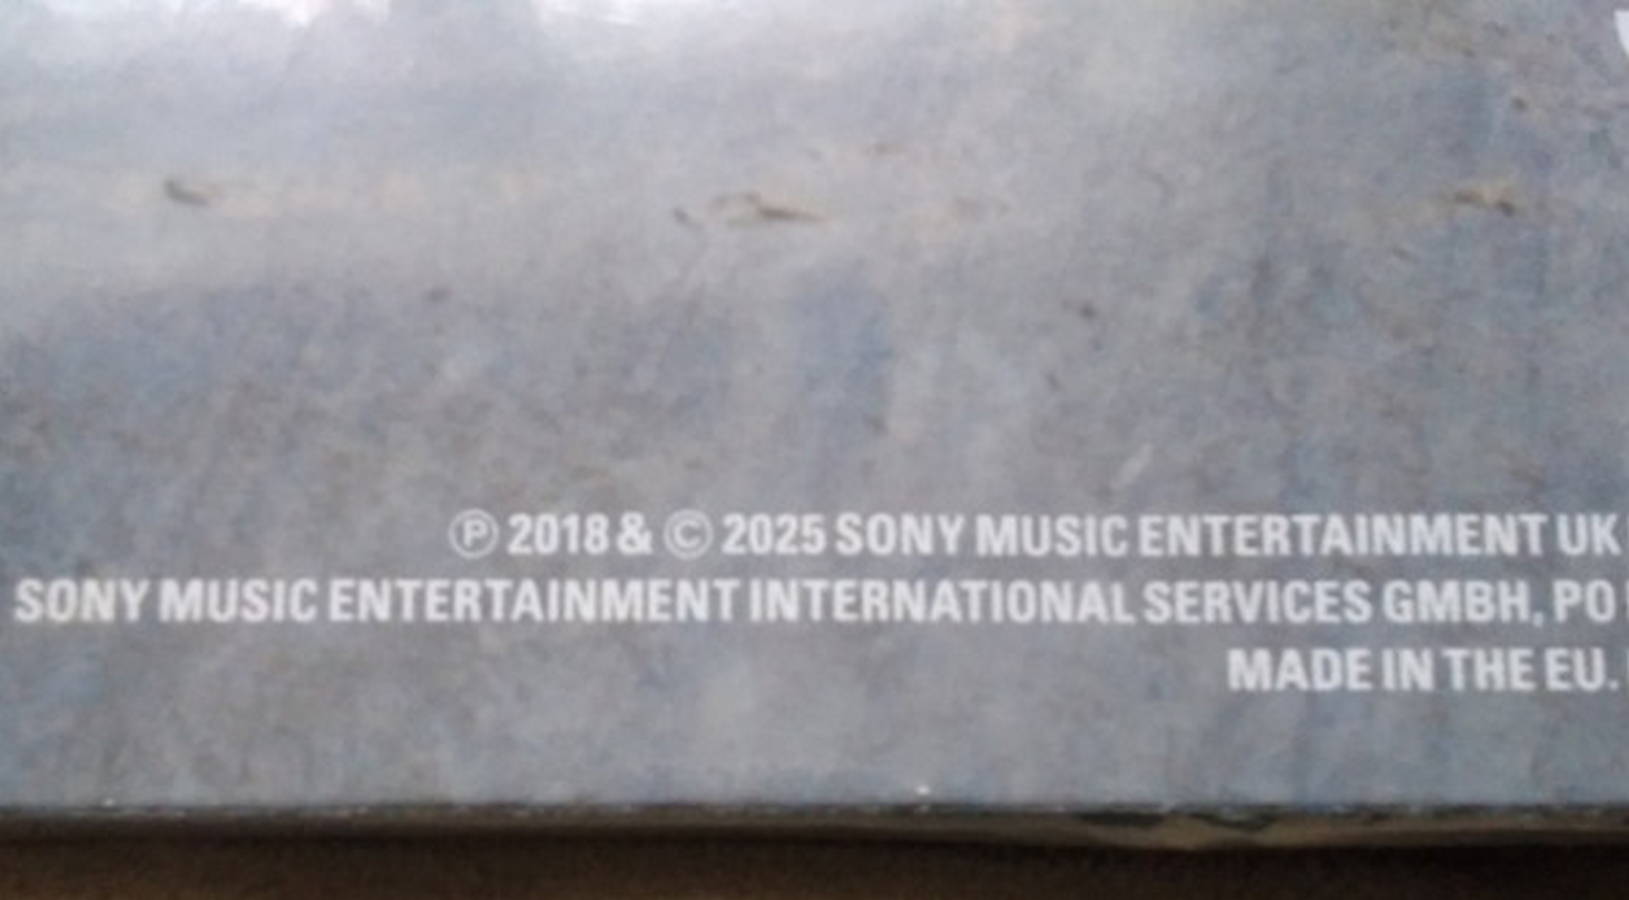 Ⓟ 2018 & © 2025 SONY MUSIC ENTERTAINMENT UK
SONY MUSIC ENTERTAINMENT INTERNATIONAL SERVICES GMBH, PO
MADE IN THE EU.